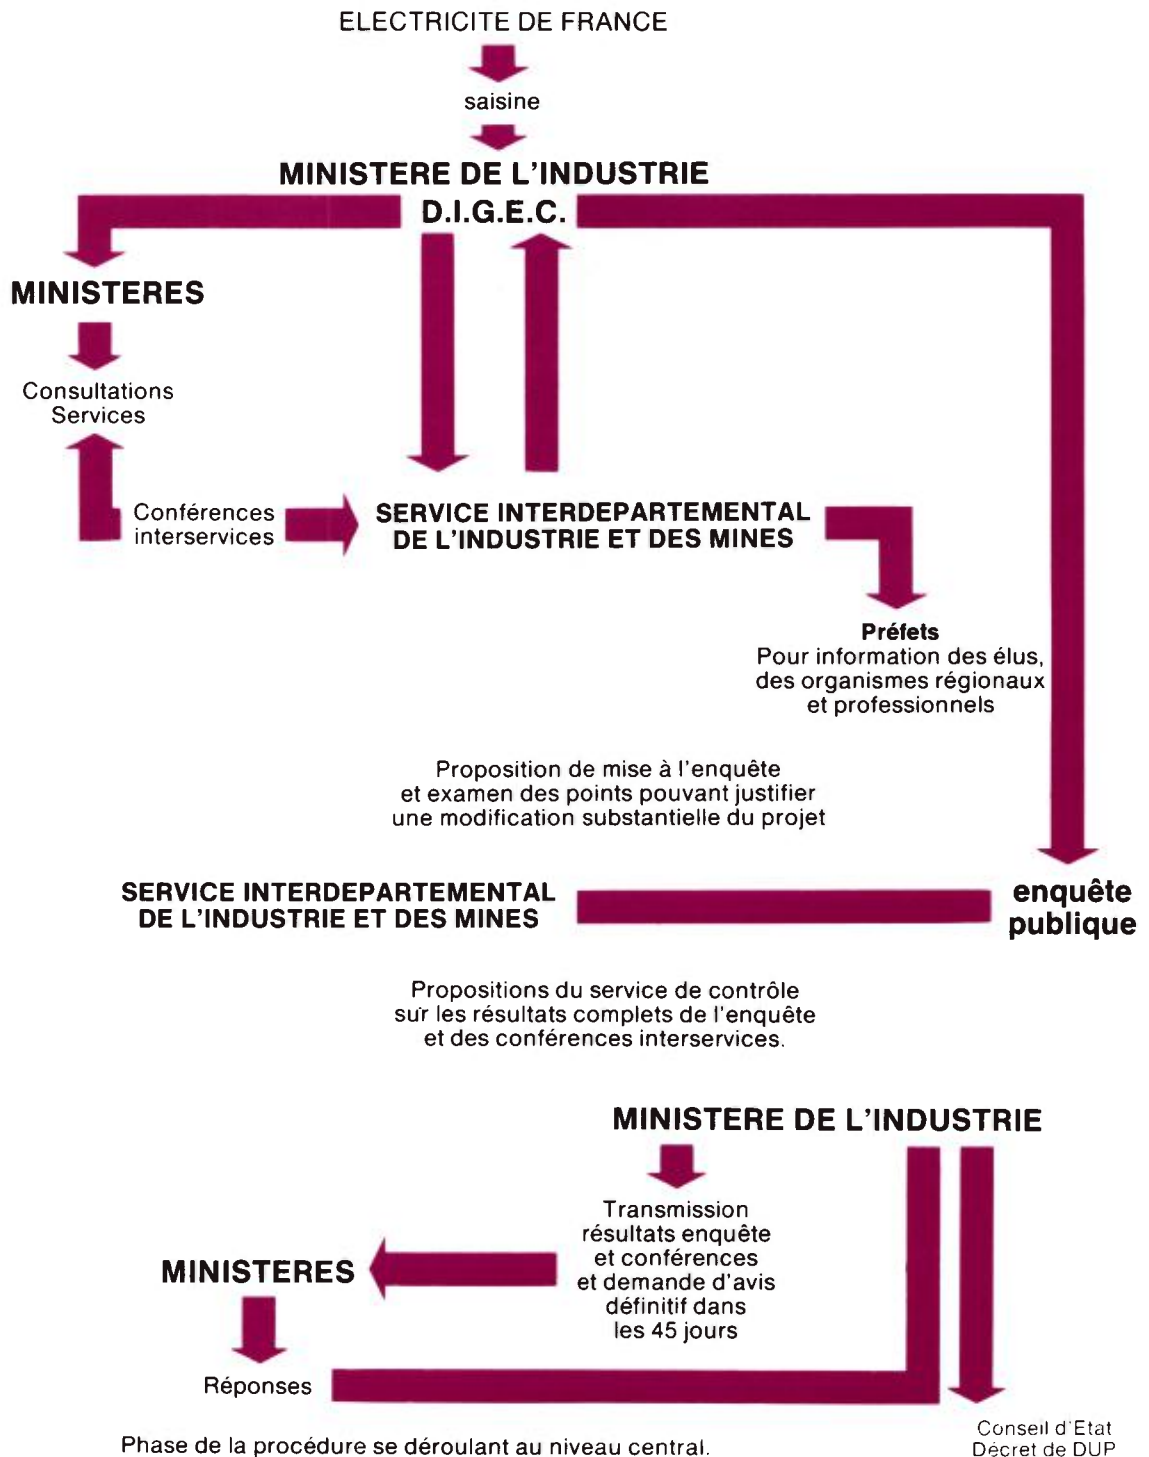 ELECTRICITE DE FRANCE
saisine
MINISTERE DE L'INDUSTRIE
D.I.G.E.C.
MINISTERES
Consultations
Services
Conférences
interservices
SERVICE INTERDEPARTEMENTAL
DE L'INDUSTRIE ET DES MINES
Préfets
Pour information des élus,
des organismes régionaux
et professionnels
Proposition de mise à l'enquête
et examen des points pouvant justifier
une modification substantielle du projet
SERVICE INTERDEPARTEMENTAL
DE L'INDUSTRIE ET DES MINES
enquête
publique
Propositions du service de contrôle
sur les résultats complets de l'enquête
et des conférences interservices.
MINISTERE DE L'INDUSTRIE
Transmission
résultats enquête
et conférences
et demande d'avis
définitif dans
les 45 jours
MINISTERES
Réponses
Conseil d'Etat
Décret de DUP
Phase de la procédure se déroulant au niveau central.